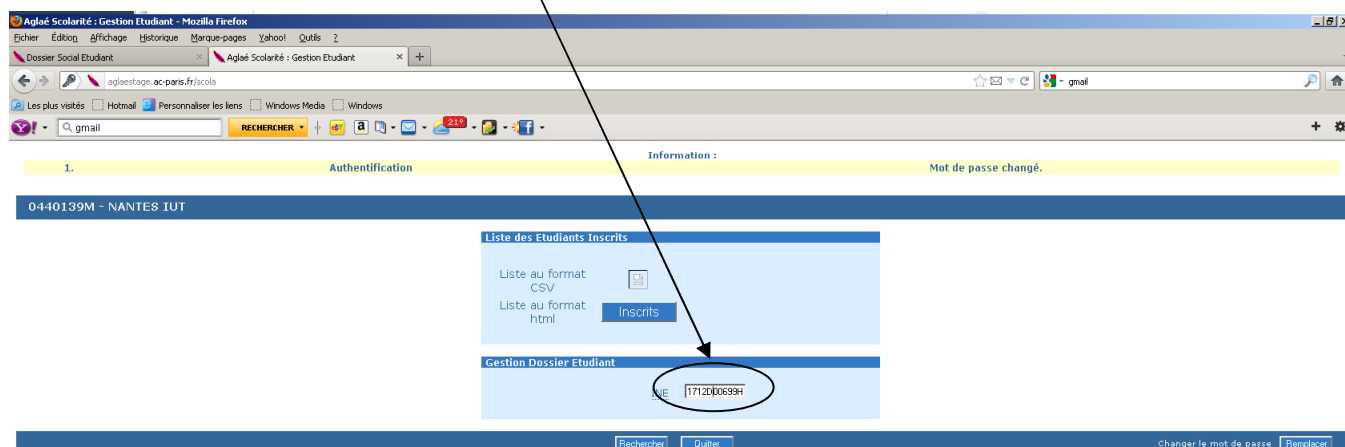 Aglaé Scolarité : Gestion Etudiant - Mozilla Firefox
Fichier Édition Affichage Historique Marque-pages Yahoo! Outils ?
Dossier Social Etudiant × Aglaé Scolarité : Gestion Etudiant × +
aglaestage.ac-paris.fr/scola gmail
Les plus visités Hotmail Personnaliser les liens Windows Media Windows
Y! gmail RECHERCHER eY a 21°
Information :
1. Authentification Mot de passe changé.
0440139M - NANTES IUT
Liste des Etudiants Inscrits
Liste au format
CSV
Liste au format
html
Inscrits
Gestion Dossier Etudiant
INE 1712D00699H
Rechercher Quitter Changer le mot de passe Remplacer